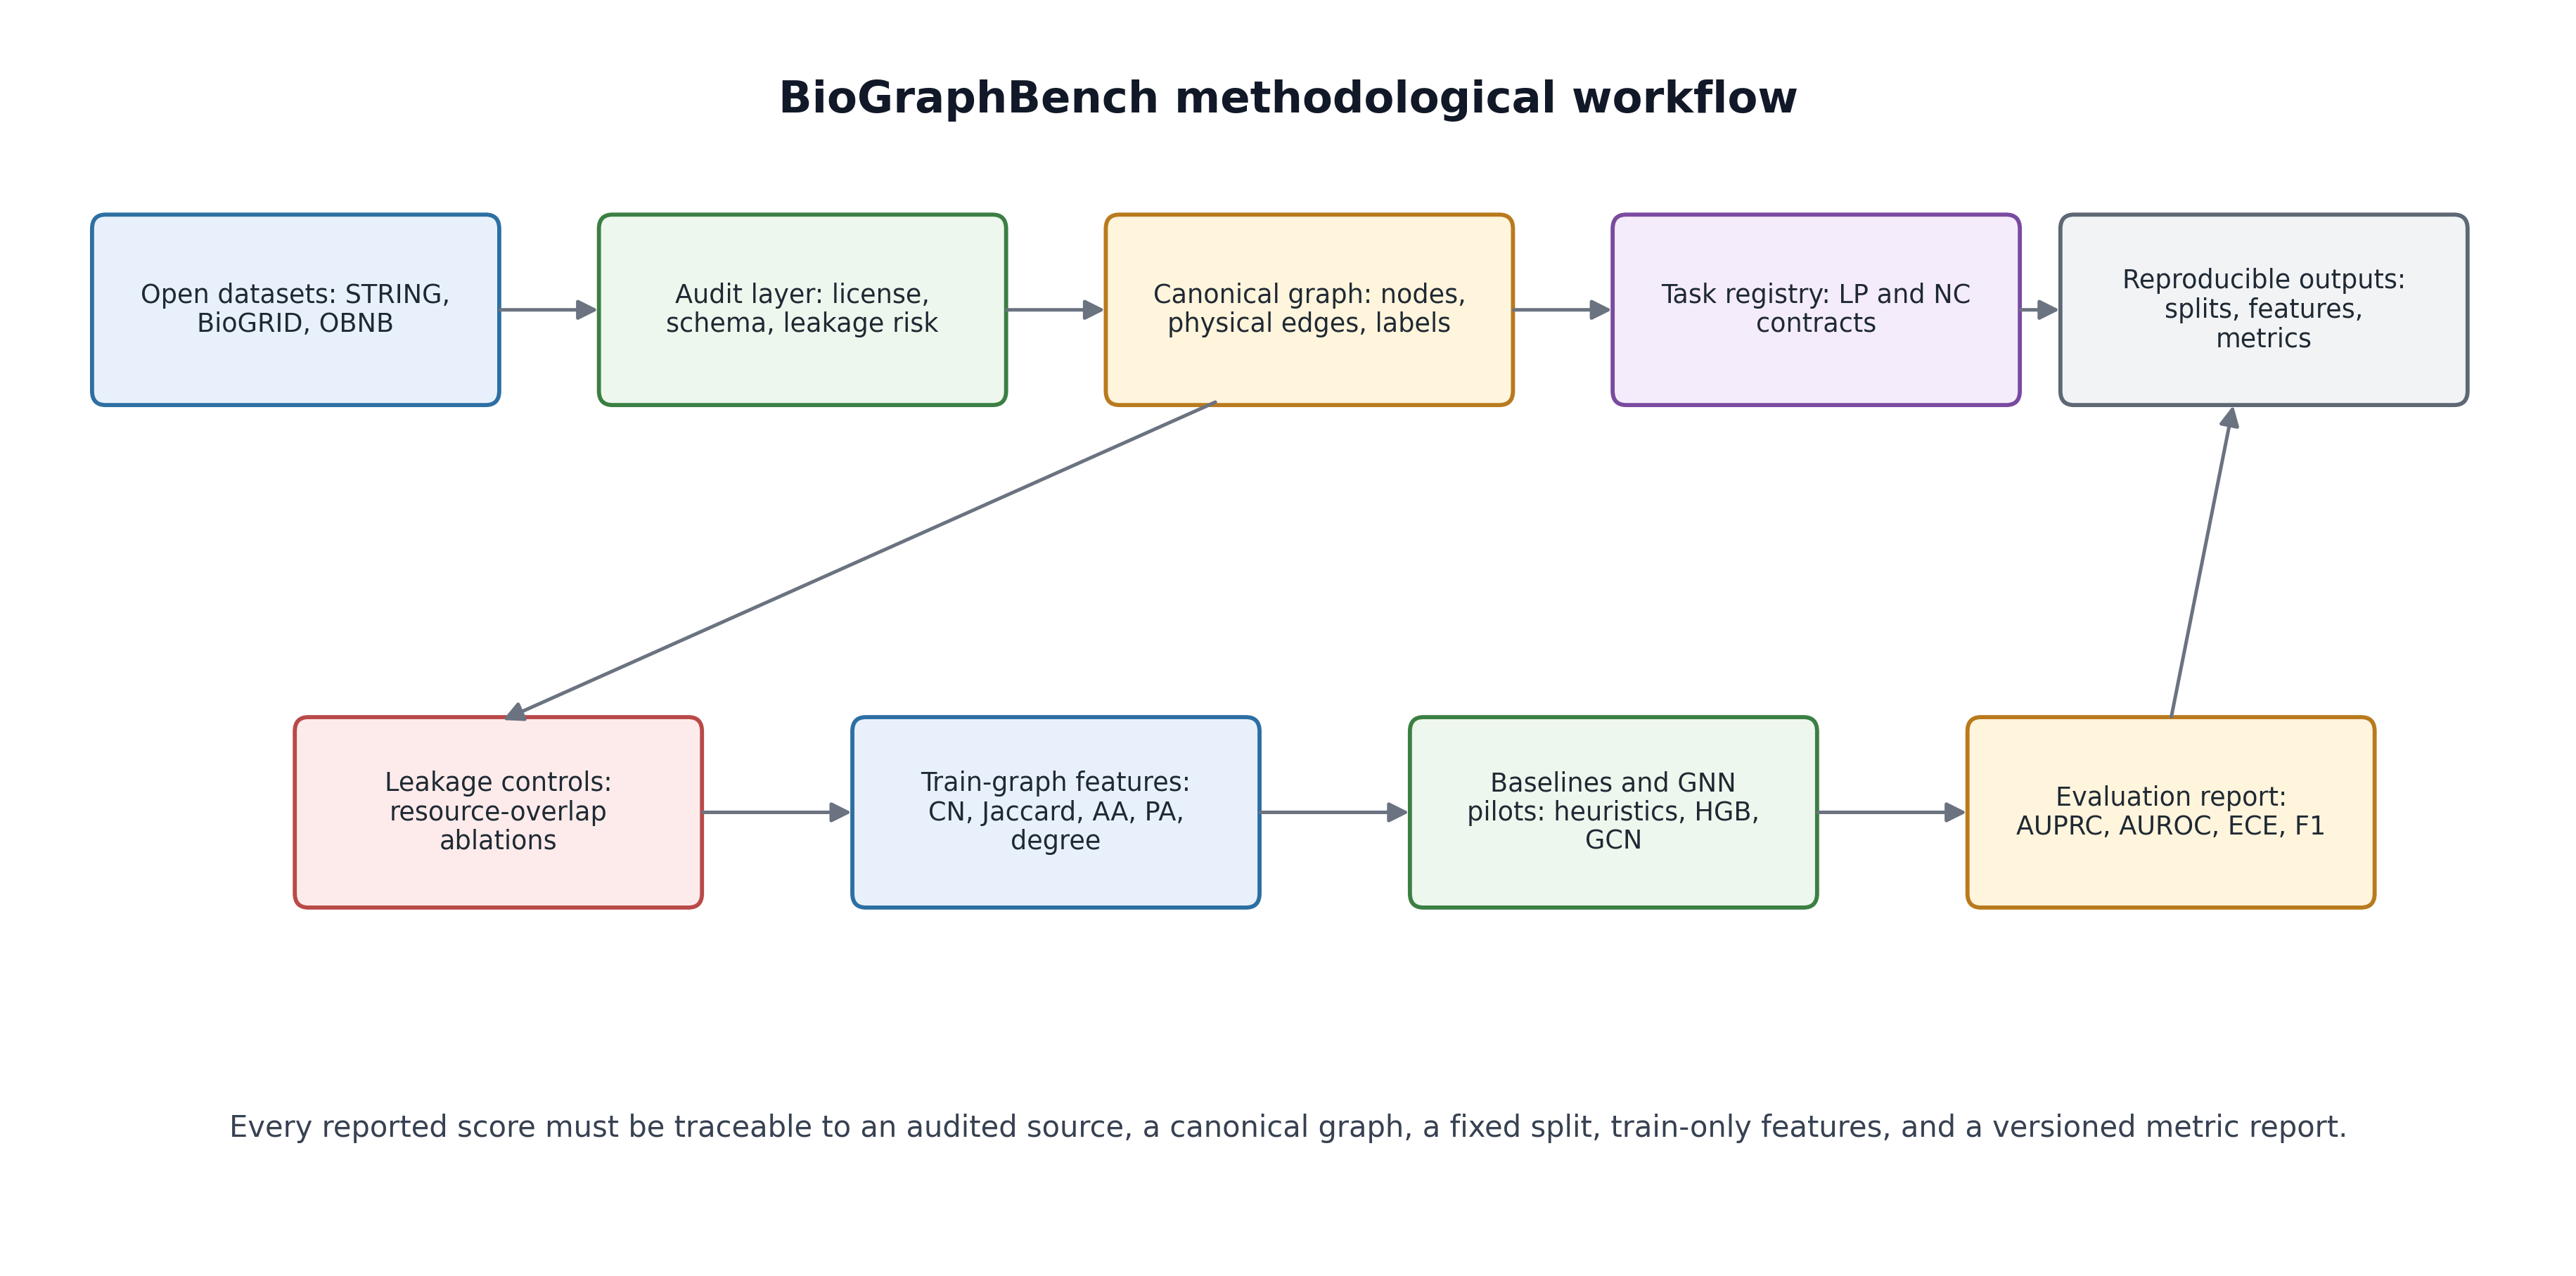 BioGraphBench methodological workflow
Open datasets: STRING,
BioGRID, OBNB
Audit layer: license,
schema, leakage risk
Canonical graph: nodes,
physical edges, labels
Task registry: LP and NC
contracts
Reproducible outputs:
splits, features,
metrics
Leakage controls:
resource-overlap
ablations
Train-graph features:
CN, Jaccard, AA, PA,
degree
Baselines and GNN
pilots: heuristics, HGB,
GCN
Evaluation report:
AUPRC, AUROC, ECE, F1
Every reported score must be traceable to an audited source, a canonical graph, a fixed split, train-only features, and a versioned metric report.